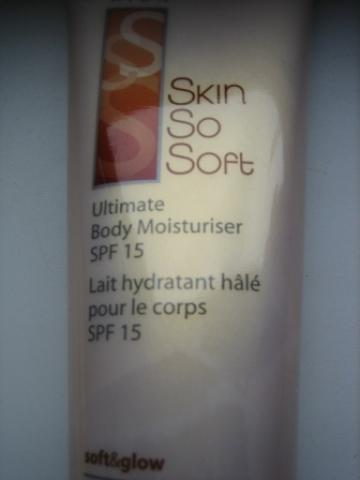 Skin
So
Soft
Ultimate
Body Moisturiser
SPF 15
Lait hydratant hâlé
pour le corps
SPF 15
soft&glow